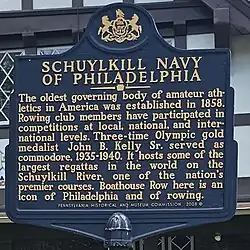 SCHUYLKILL NAVY
OF PHILADELPHIA
The oldest governing body of amateur ath-
letics in America was established in 1858.
Rowing club members have participated in
competitions at local, national, and inter-
national levels. Three-time Olympic gold
medalist John B. Kelly Sr. served as
commodore, 1935-1940. It hosts some of the
largest regattas in the world on the
Schuylkill River, one of the nation's
premier courses. Boathouse Row here is an
icon of Philadelphia and of rowing.
PENNSYLVANIA HISTORICAL AND MUSEUM COMMISSION 2008